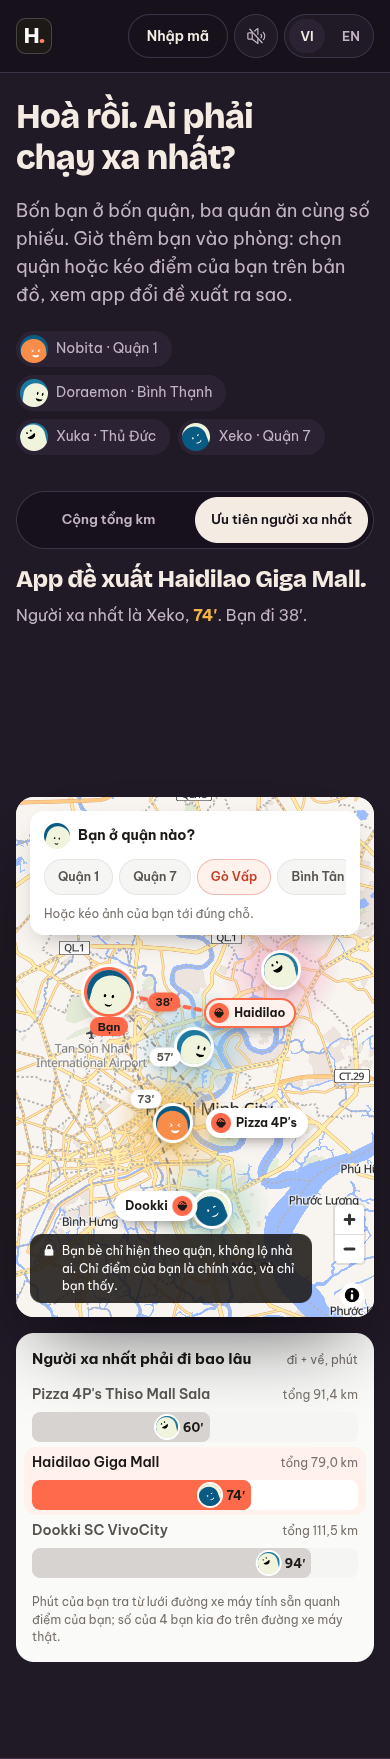 H.
Nhập mã
VI
EN
Hoà rồi. Ai phải
chạy xa nhất?
Bốn bạn ở bốn quận, ba quán ăn cùng số
phiếu. Giờ thêm bạn vào phòng: chọn
quận hoặc kéo điểm của bạn trên bản
đồ, xem app đổi đề xuất ra sao.
Nobita · Quận 1
Doraemon · Bình Thạnh
Xuka · Thủ Đức
Xeko · Quận 7
Cộng tổng km
Ưu tiên người xa nhất
App đề xuất Haidilao Giga Mall.
Người xa nhất là Xeko, 74′. Bạn đi 38′.
Bạn ở quận nào?
Quận 1
Quận 7
Gò Vấp
Bình Tân
Hoặc kéo ảnh của bạn tới đúng chỗ.
QL.1
QL.1
38′
Haidilao
Bạn
Tan Son Nhat
International Airport
57′
CT.29
73′
Minh City
Pizza 4P's
Phước Lương
Dookki
Bình Hưng
Bạn bè chỉ hiện theo quận, không lộ nhà
ai. Chỉ điểm của bạn là chính xác, và chỉ
bạn thấy.
Người xa nhất phải đi bao lâu
đi + về, phút
Pizza 4P's Thiso Mall Sala
tổng 91,4 km
60′
Haidilao Giga Mall
tổng 79,0 km
74′
Dookki SC VivoCity
tổng 111,5 km
94′
Phút của bạn tra từ lưới đường xe máy tính sẵn quanh
điểm của bạn; số của 4 bạn kia đo trên đường xe máy
thật.